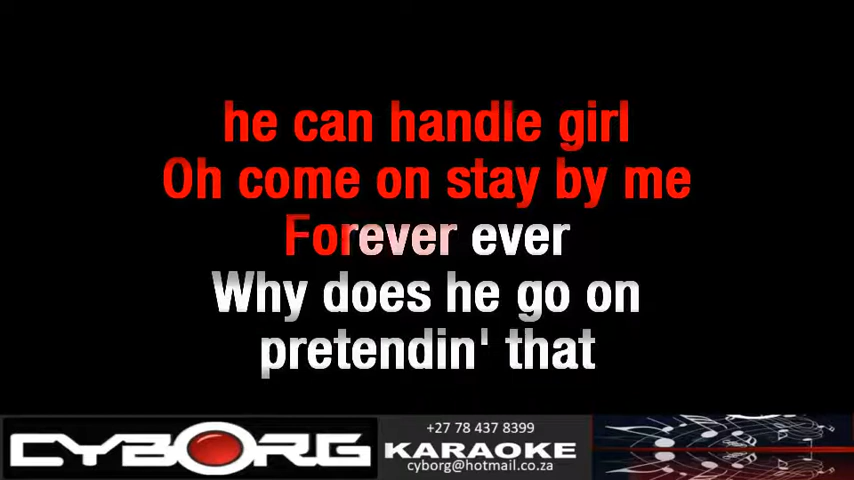 he can handle girl
Oh come on stay by me
Forever ever
Why does he go on
pretendin' that
CYBORG
+27 78 437 8399
KARAOKE
cyborg@hotmail.co.za